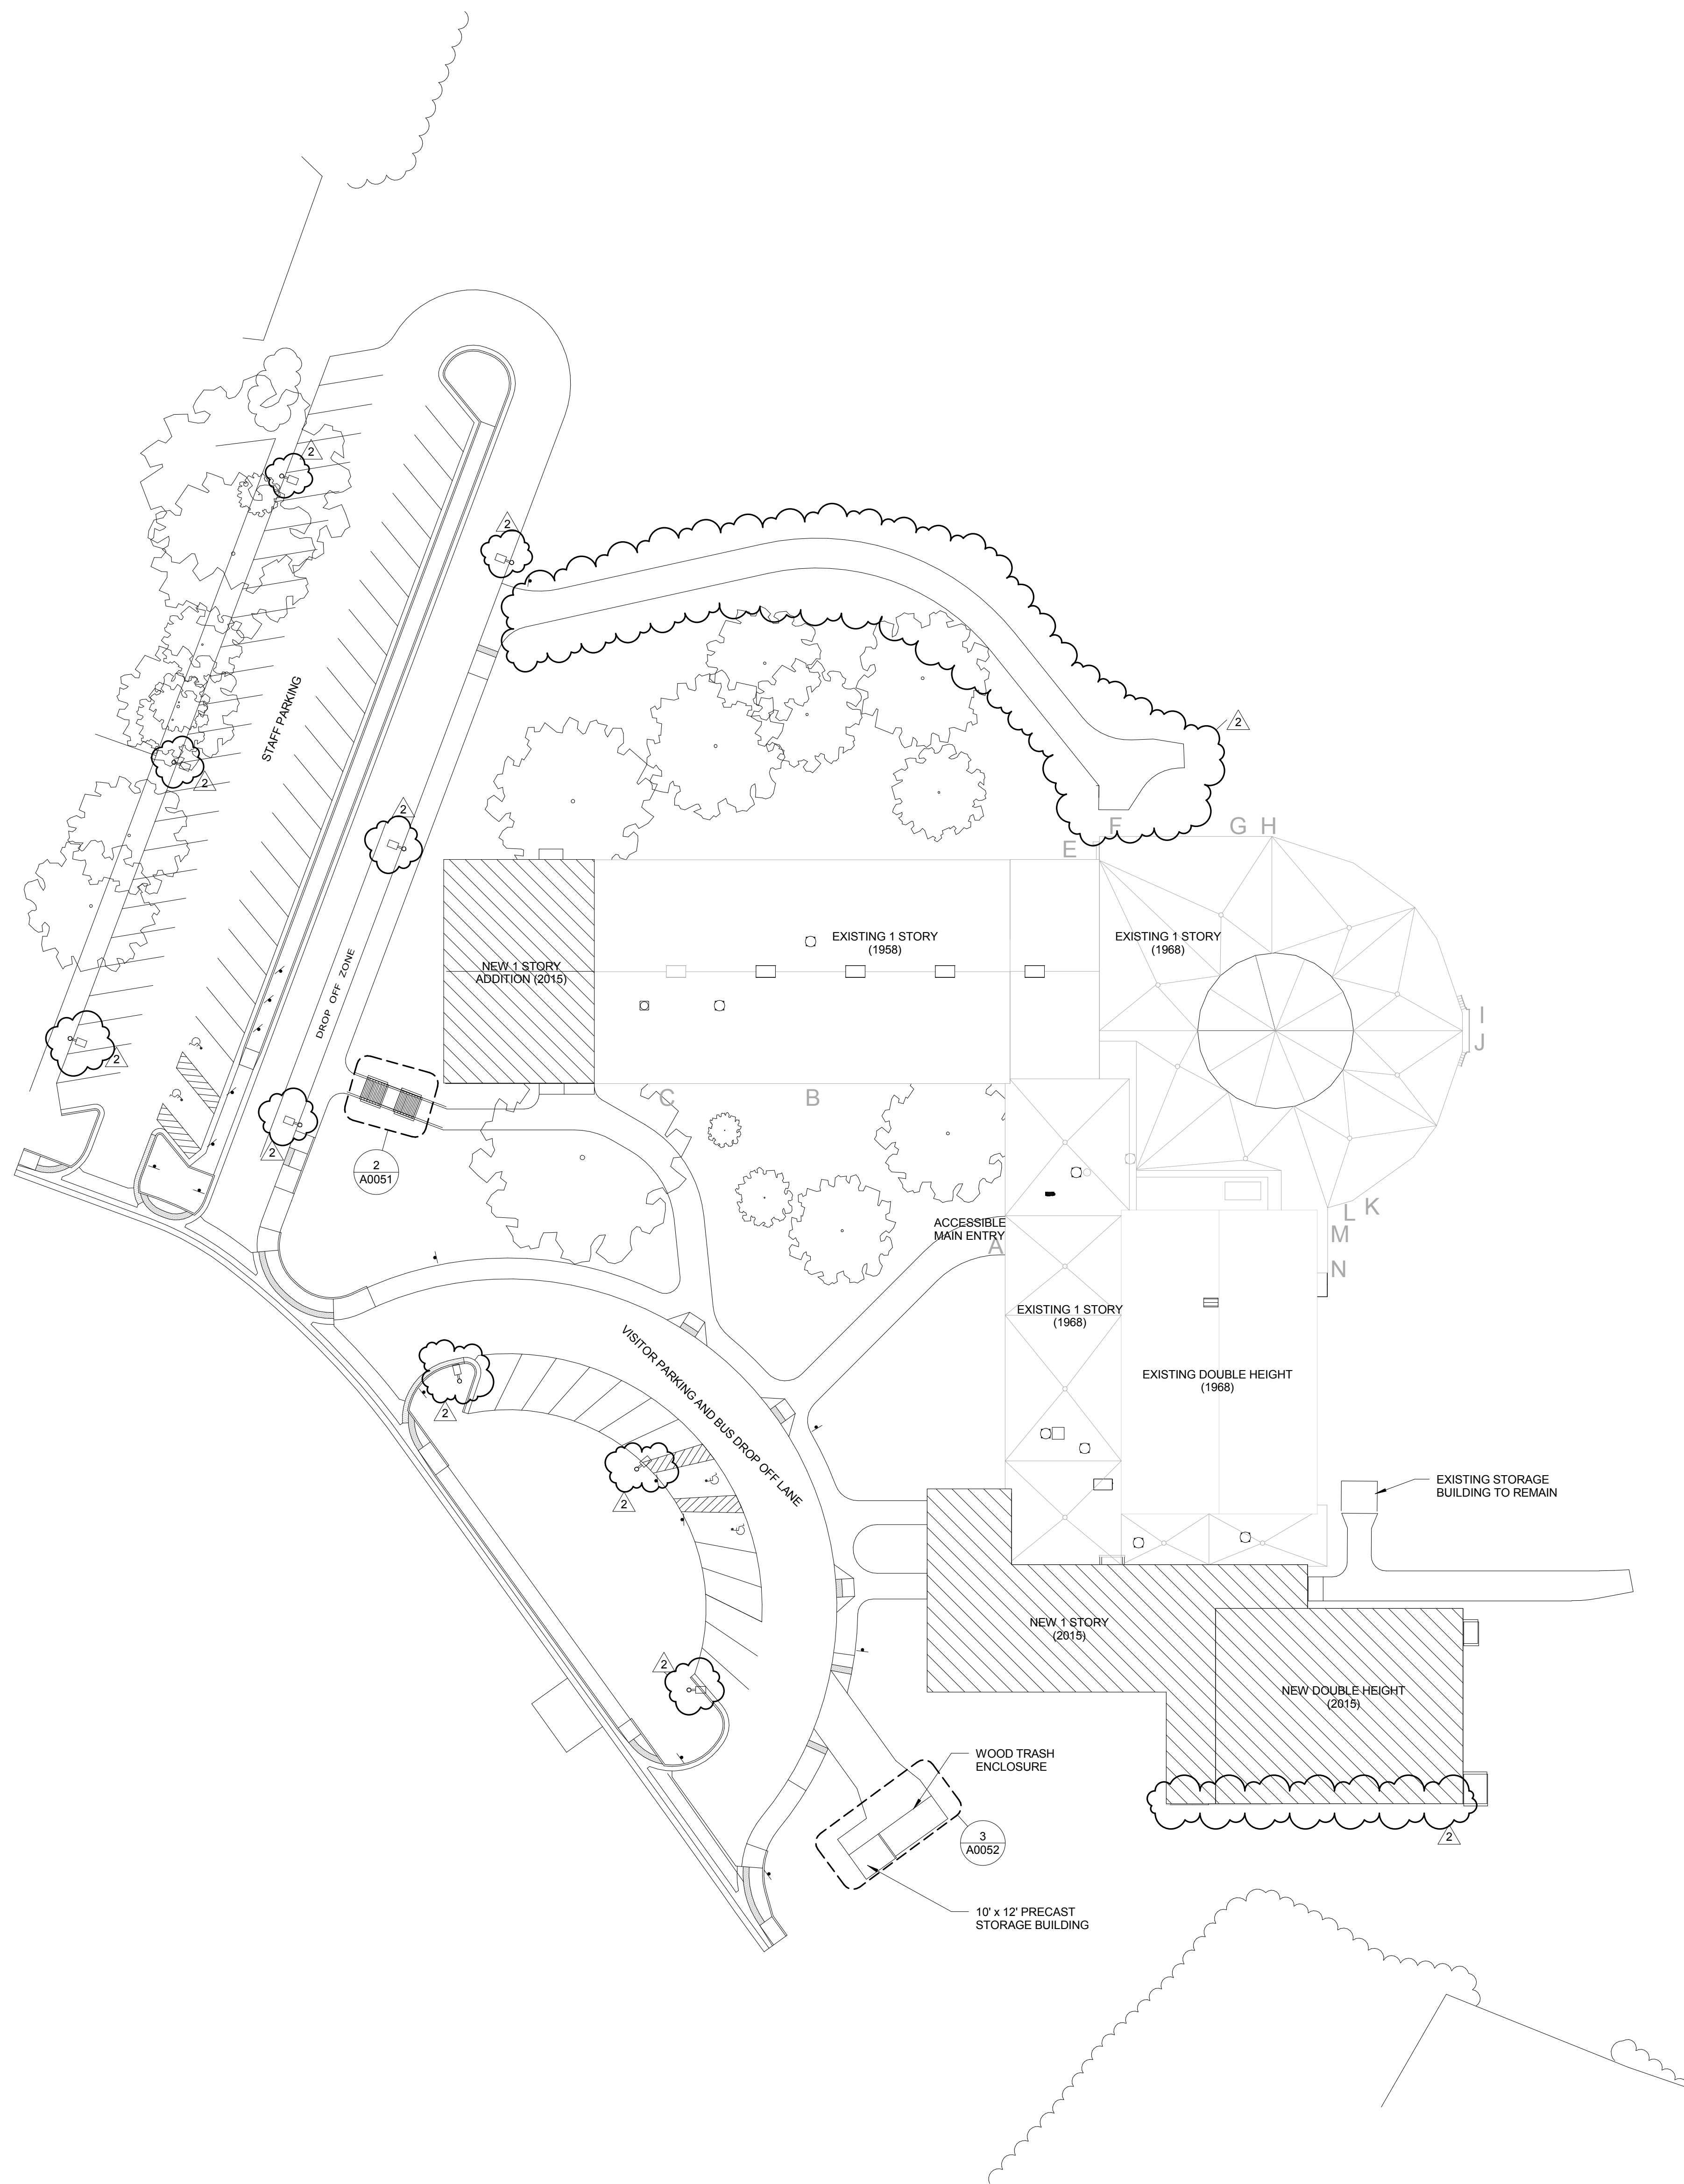 2
2
2
STAFF PARKING
2
2
F
G
H
E
EXISTING 1 STORY
(1958)
EXISTING 1 STORY
(1968)
NEW 1 STORY
ADDITION (2015)
DROP OFF ZONE
I
J
2
C
B
2
2
A0051
K
L
M
N
ACCESSIBLE
MAIN ENTRY
A
EXISTING 1 STORY
(1968)
VISITOR PARKING AND BUS DROP OFF LANE
EXISTING DOUBLE HEIGHT
(1968)
2
2
EXISTING STORAGE
BUILDING TO REMAIN
NEW 1 STORY
(2015)
2
NEW DOUBLE HEIGHT
(2015)
WOOD TRASH
ENCLOSURE
3
A0052
2
10' x 12' PRECAST
STORAGE BUILDING